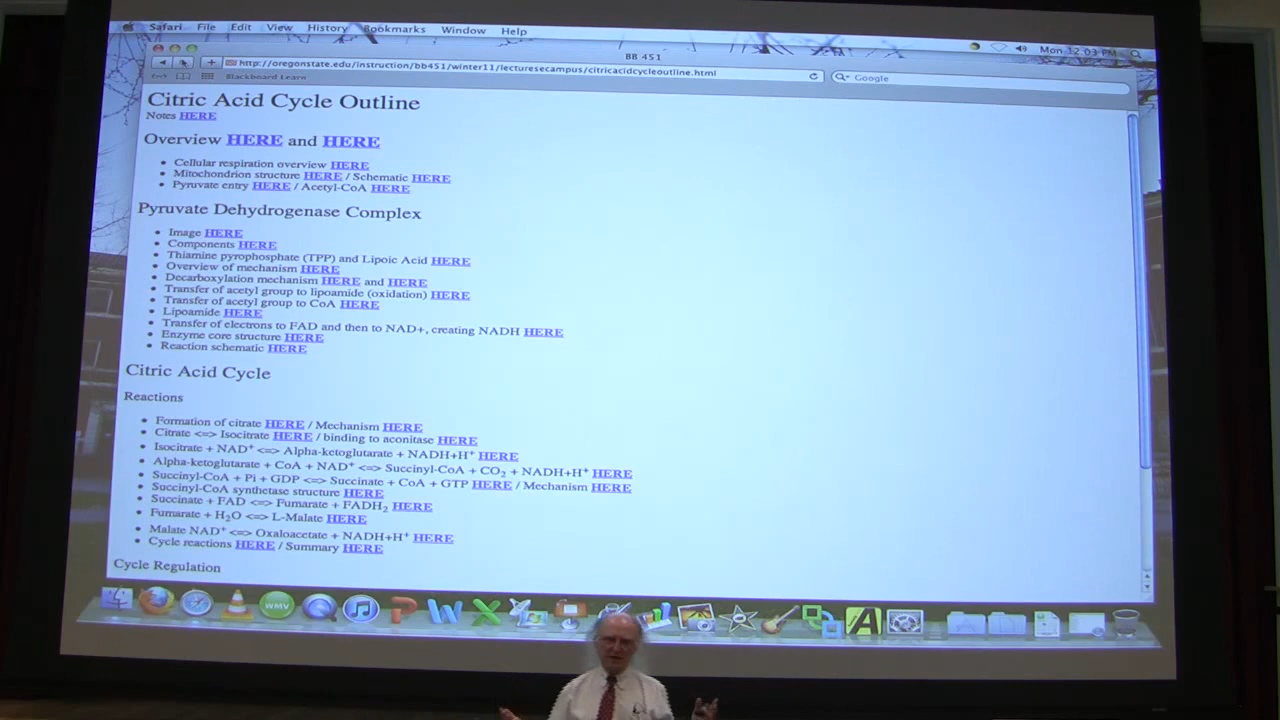 Safari File Edit View History Bookmarks Window Help Mon 12:03 PM
BB 451
http://oregonstate.edu/instruction/bb451/winter11/lecturesecampus/citricacidcycleoutline.html Google
Blackboard Learn
Citric Acid Cycle Outline
Notes HERE
Overview HERE and HERE
• Cellular respiration overview HERE
• Mitochondrion structure HERE / Schematic HERE
• Pyruvate entry HERE / Acetyl-CoA HERE
Pyruvate Dehydrogenase Complex
• Image HERE
• Components HERE
• Thiamine pyrophosphate (TPP) and Lipoic Acid HERE
• Overview of mechanism HERE
• Decarboxylation mechanism HERE and HERE
• Transfer of acetyl group to lipoamide (oxidation) HERE
• Transfer of acetyl group to CoA HERE
• Lipoamide HERE
• Transfer of electrons to FAD and then to NAD+, creating NADH HERE
• Enzyme core structure HERE
• Reaction schematic HERE
Citric Acid Cycle
Reactions
• Formation of citrate HERE / Mechanism HERE
• Citrate <=> Isocitrate HERE / binding to aconitase HERE
• Isocitrate + NAD⁺ <=> Alpha-ketoglutarate + NADH+H⁺ HERE
• Alpha-ketoglutarate + CoA + NAD⁺ <=> Succinyl-CoA + CO₂ + NADH+H⁺ HERE
• Succinyl-CoA + Pi + GDP <=> Succinate + CoA + GTP HERE / Mechanism HERE
• Succinyl-CoA synthetase structure HERE
• Succinate + FAD <=> Fumarate + FADH₂ HERE
• Fumarate + H₂O <=> L-Malate HERE
• Malate NAD⁺ <=> Oxaloacetate + NADH+H⁺ HERE
• Cycle reactions HERE / Summary HERE
Cycle Regulation
WMV